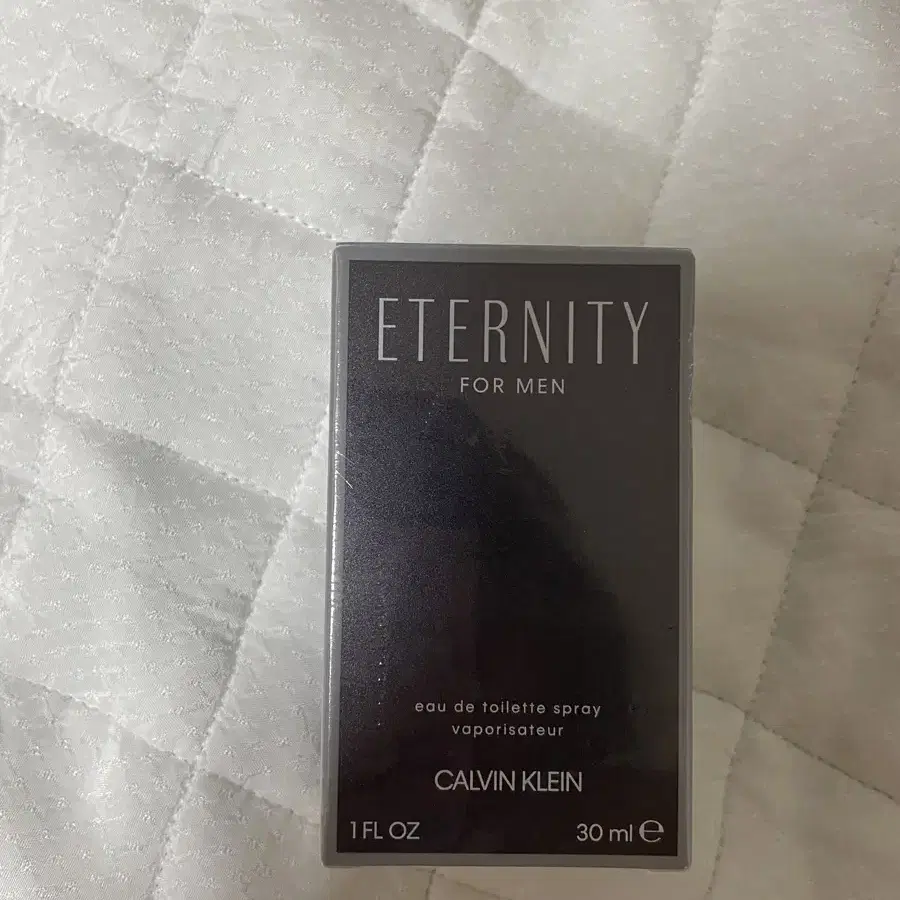 ETERNITY
FOR MEN
eau de toilette spray
vaporisateur
CALVIN KLEIN
1 FL OZ 30 ml ℮